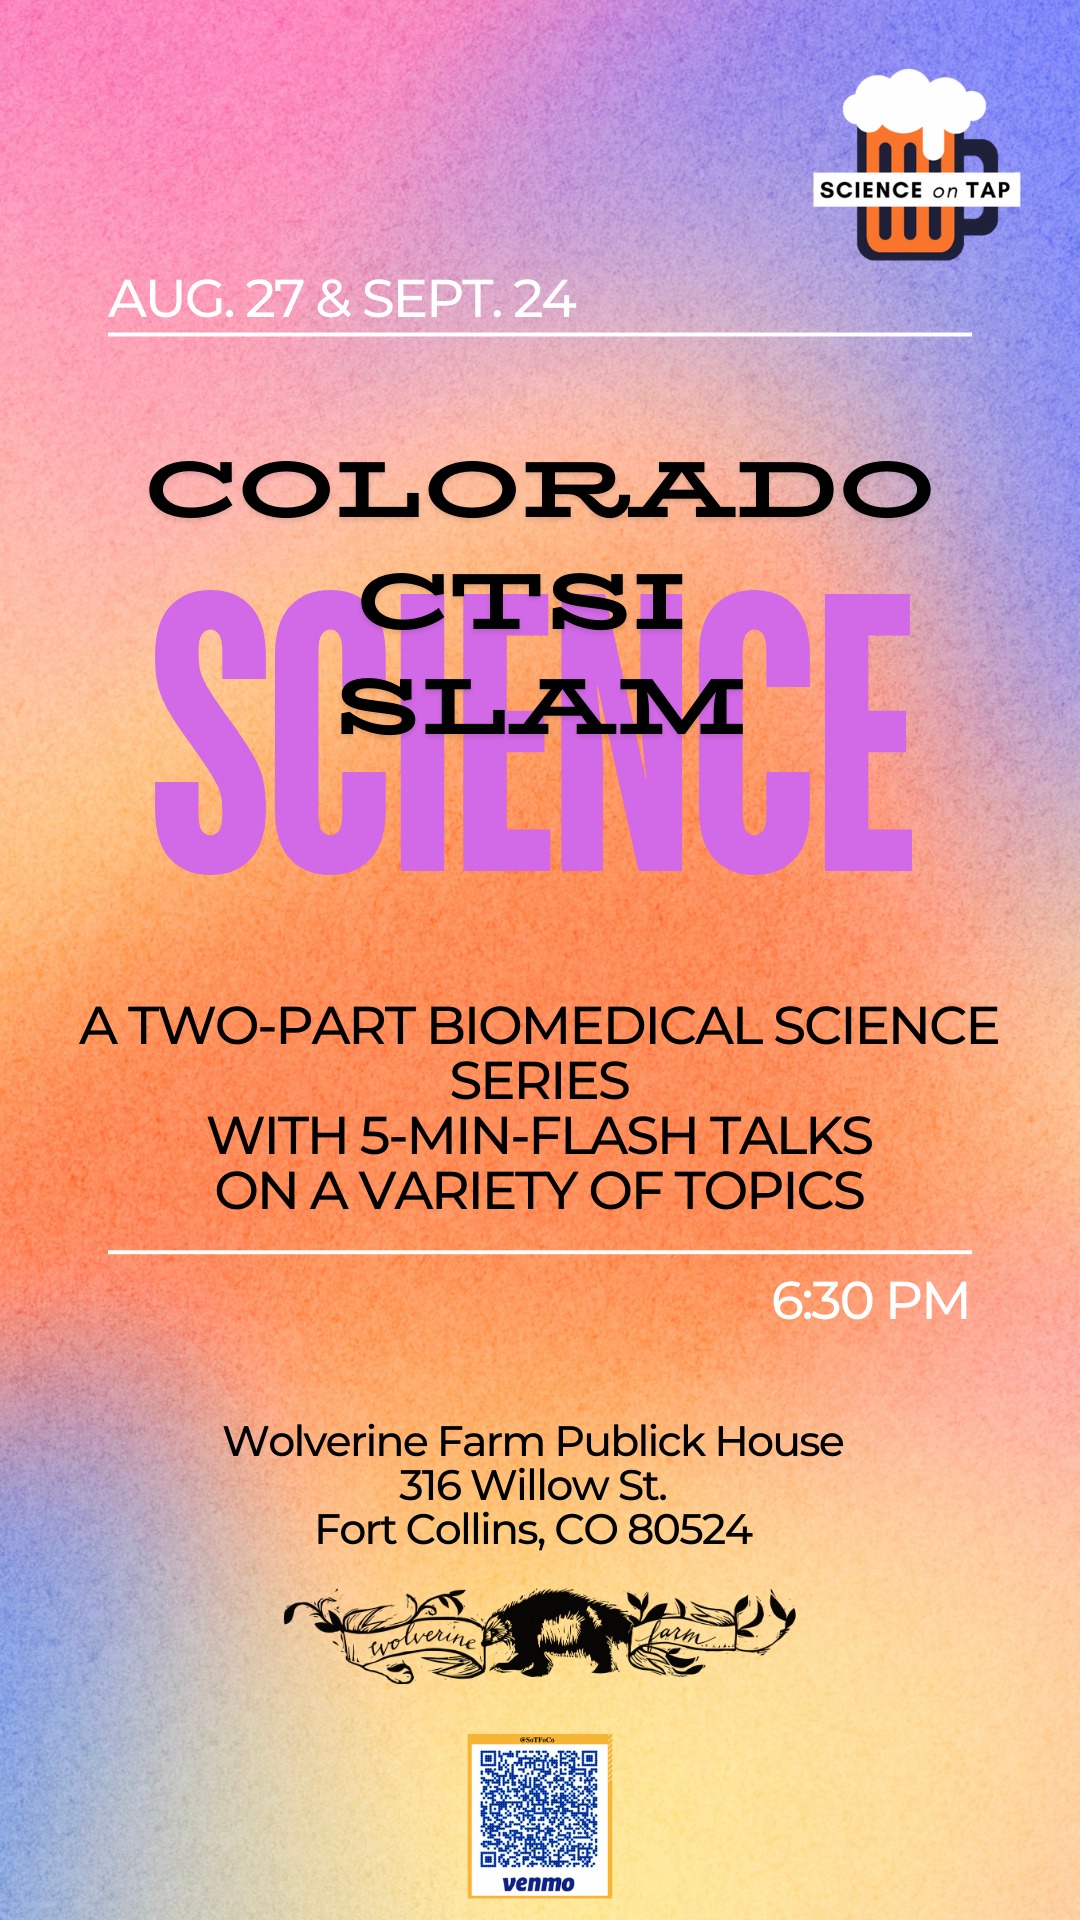 SCIENCE on TAP
AUG. 27 & SEPT. 24
COLORADO
CTSI
SCIENCE
SLAM
A TWO-PART BIOMEDICAL SCIENCE
SERIES
WITH 5-MIN-FLASH TALKS
ON A VARIETY OF TOPICS
6:30 PM
Wolverine Farm Publick House
316 Willow St.
Fort Collins, CO 80524
wolverine farm
@SoTFoCo
venmo